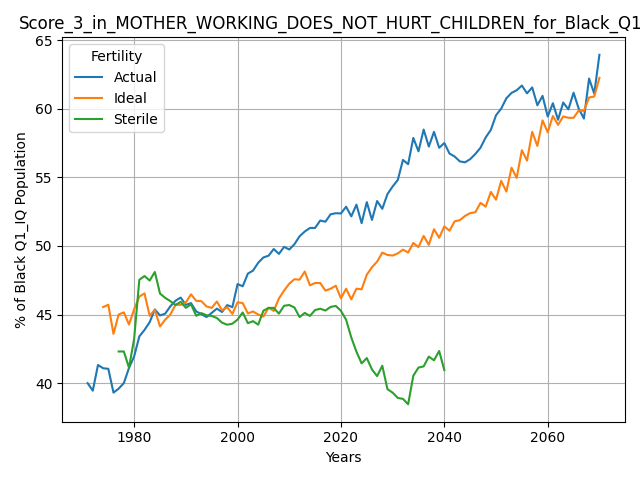 Score_3_in_MOTHER_WORKING_DOES_NOT_HURT_CHILDREN_for_Black_Q1
Fertility
Actual
Ideal
Sterile
% of Black Q1_IQ Population
65
60
55
50
45
40
1980
2000
2020
2040
2060
Years